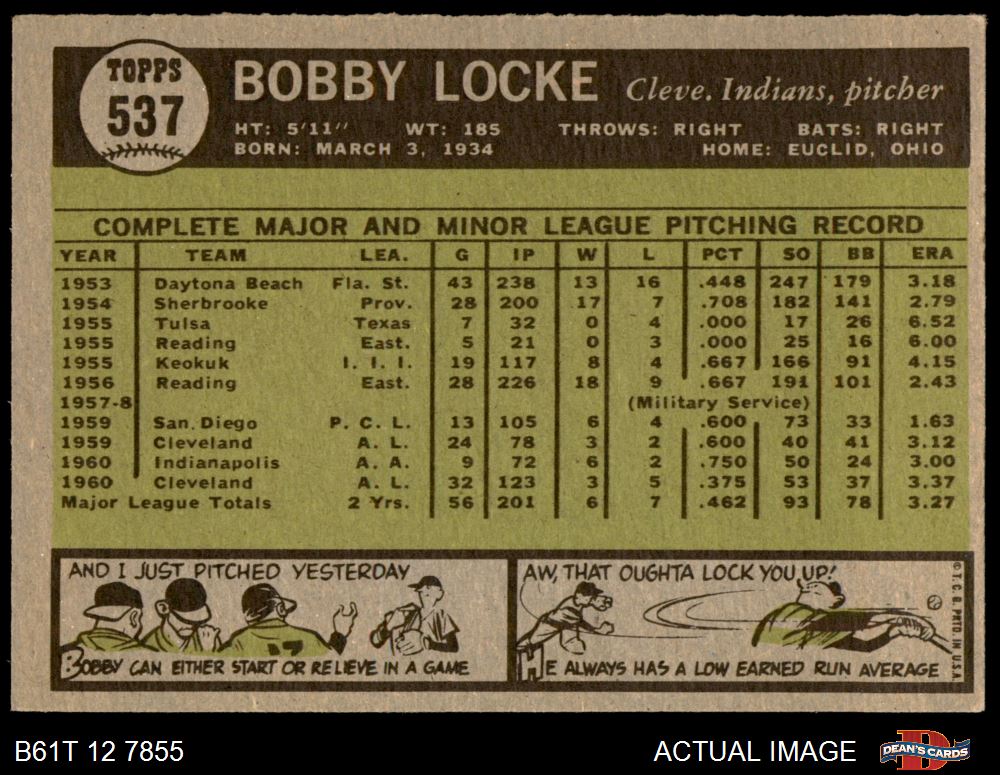 TOPPS
537
BOBBY LOCKE Cleve. Indians, pitcher
HT: 5'11" WT: 185 THROWS: RIGHT BATS: RIGHT
BORN: MARCH 3, 1934 HOME: EUCLID, OHIO
COMPLETE MAJOR AND MINOR LEAGUE PITCHING RECORD
YEAR TEAM LEA. G IP W L PCT SO BB ERA
1953 Daytona Beach Fla. St. 43 238 13 16 .448 247 179 3.18
1954 Sherbrooke Prov. 28 200 17 7 .708 182 141 2.79
1955 Tulsa Texas 7 32 0 4 .000 17 26 6.52
1955 Reading East. 5 21 0 3 .000 25 16 6.00
1955 Keokuk I. I. I. 19 117 8 4 .667 166 91 4.15
1956 Reading East. 28 226 18 9 .667 191 101 2.43
1957-8 (Military Service)
1959 San Diego P. C. L. 13 105 6 4 .600 73 33 1.63
1959 Cleveland A. L. 24 78 3 2 .600 40 41 3.12
1960 Indianapolis A. A. 9 72 6 2 .750 50 24 3.00
1960 Cleveland A. L. 32 123 3 5 .375 53 37 3.37
Major League Totals 2 Yrs. 56 201 6 7 .462 93 78 3.27
AND I JUST PITCHED YESTERDAY
17
BOBBY CAN EITHER START OR RELIEVE IN A GAME
AW, THAT OUGHTA LOCK YOU UP!
HE ALWAYS HAS A LOW EARNED RUN AVERAGE
© T. C. G. PRTD. IN U.S.A.
B61T 12 7855
ACTUAL IMAGE
DEAN'S CARDS